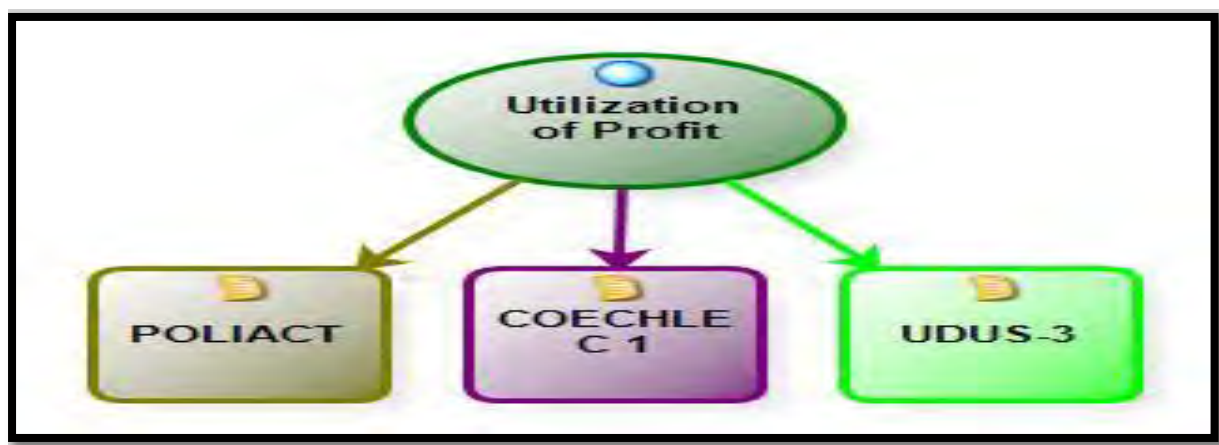 Utilization
of Profit
POLIACT
COECHLE
C 1
UDUS-3